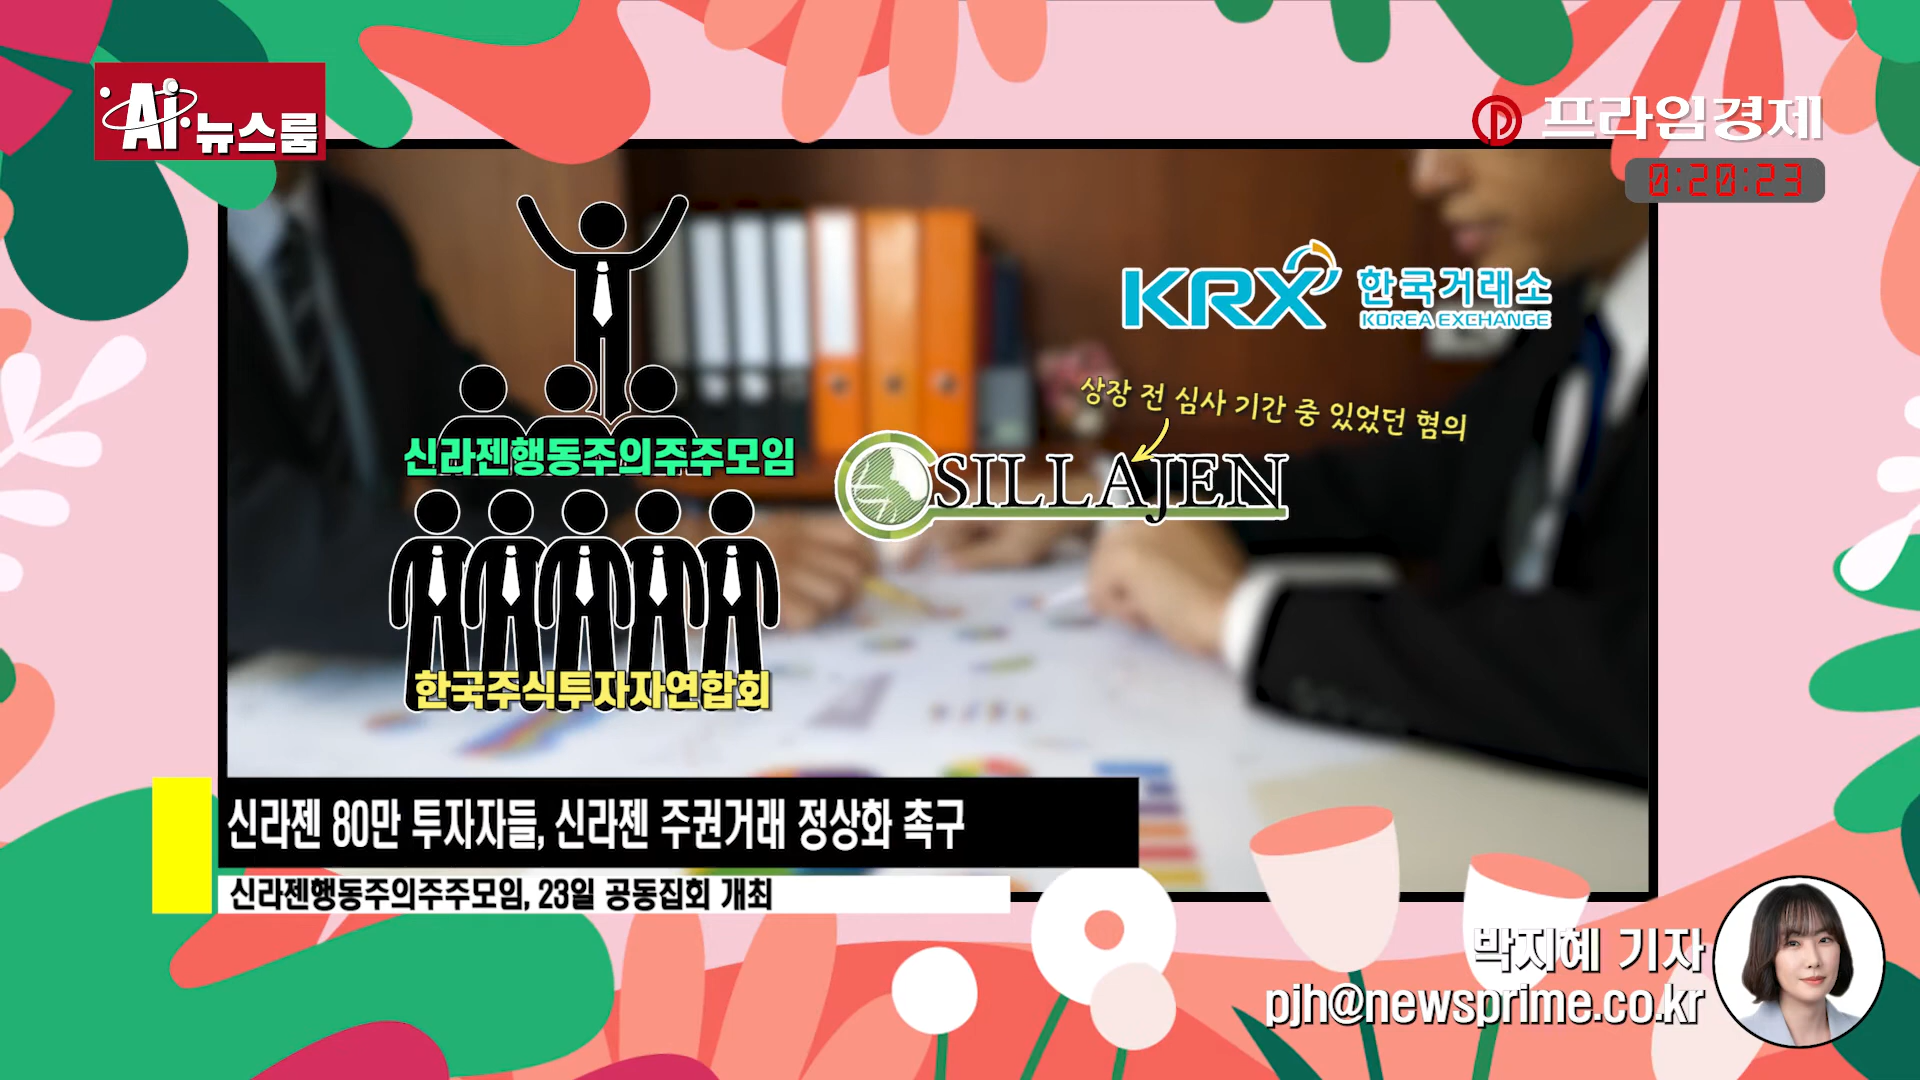 Ai 뉴스룸
프라임경제
0:20:23
KRX 한국거래소
KOREA EXCHANGE
상장 전 심사 기간 중 있었던 혐의
신라젠행동주의주주모임
SILLAJEN
한국주식투자자연합회
신라젠 80만 투자자들, 신라젠 주권거래 정상화 촉구
신라젠행동주의주주모임, 23일 공동집회 개최
박지혜 기자
pjh@newsprime.co.kr